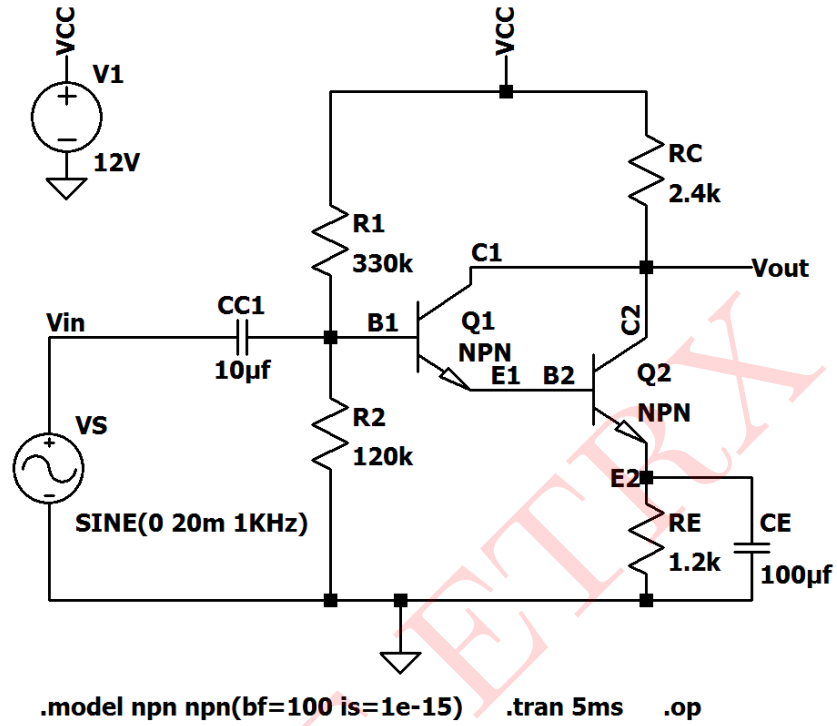 VCC
V1
12V
VCC
RC
2.4k
R1
330k
C1
Vout
CC1
Vin
B1
Q1
C2
10µf
NPN
E1
B2
Q2
NPN
R2
120k
VS
E2
SINE(0 20m 1KHz)
RE
1.2k
CE
100µf
ETRX
.model npn npn(bf=100 is=1e-15)
.tran 5ms
.op